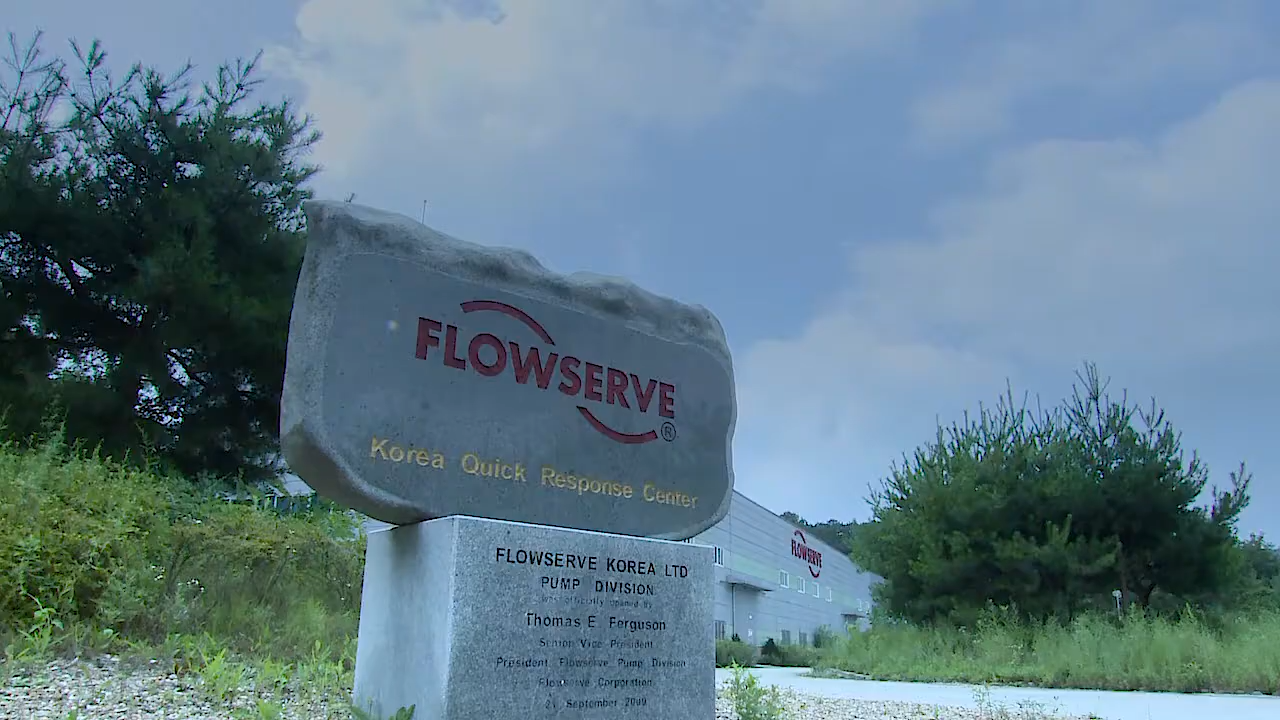 FLOWSERVE
®
Korea Quick Response Center
FLOWSERVE KOREA LTD
PUMP DIVISION
was officially opened by
Thomas E. Ferguson
Senior Vice President
President, Flowserve Pump Division
Flowserve Corporation
21 September 2009
FLOWSERVE